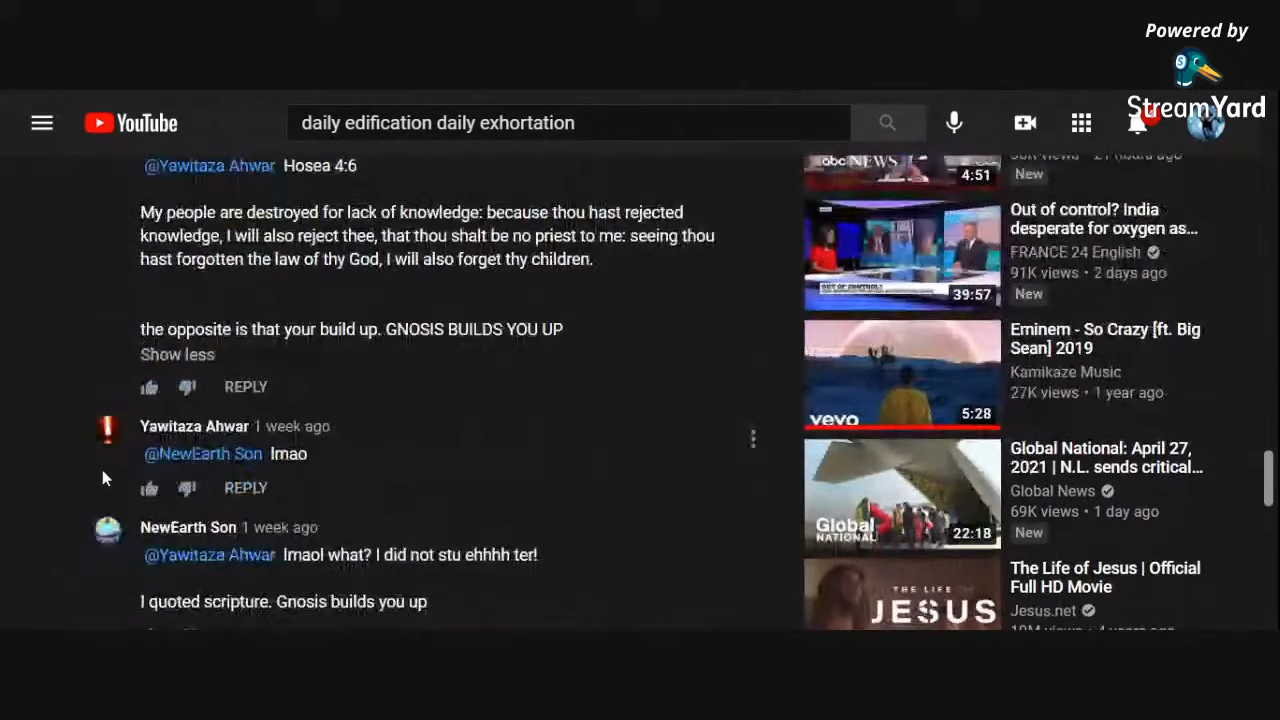 Powered by
StreamYard
YouTube
daily edification daily exhortation
@Yawitaza Ahwar Hosea 4:6
My people are destroyed for lack of knowledge: because thou hast rejected
knowledge, I will also reject thee, that thou shalt be no priest to me: seeing thou
hast forgotten the law of thy God, I will also forget thy children.
the opposite is that your build up. GNOSIS BUILDS YOU UP
Show less
REPLY
Yawitaza Ahwar 1 week ago
@NewEarth Son lmao
REPLY
NewEarth Son 1 week ago
@Yawitaza Ahwar lmaol what? I did not stu ehhhh ter!
I quoted scripture. Gnosis builds you up
abc NEWS
4:51
New
OUT OF CONTROL?
39:57
Out of control? India
desperate for oxygen as...
FRANCE 24 English
91K views • 2 days ago
New
vevo
5:28
Eminem - So Crazy [ft. Big
Sean] 2019
Kamikaze Music
27K views • 1 year ago
Global
NATIONAL
22:18
Global National: April 27,
2021 | N.L. sends critical...
Global News
69K views • 1 day ago
New
THE LIFE OF
JESUS
The Life of Jesus | Official
Full HD Movie
Jesus.net